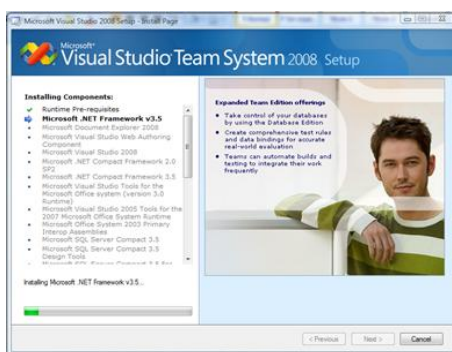 Microsoft Visual Studio 2008 Setup - Install Page
Microsoft®
Visual Studio Team System 2008 Setup
Installing Components:
Runtime Pre-requisites
Microsoft .NET Framework v3.5
Microsoft Document Explorer 2008
Microsoft Visual Studio Web Authoring
Component
Microsoft Visual Studio 2008
Microsoft .NET Compact Framework 2.0
SP2
Microsoft .NET Compact Framework 3.5
Microsoft Visual Studio Tools for the
Microsoft Office system (version 3.0
Runtime)
Microsoft Visual Studio 2005 Tools for the
2007 Microsoft Office System Runtime
Microsoft Office System 2003 Primary
Interop Assemblies
Microsoft SQL Server Compact 3.5
Microsoft SQL Server Compact 3.5
Design Tools
Microsoft SQL Server Compact 3.5 For
Installing Microsoft .NET Framework v3.5...
Expanded Team Edition offerings
Take control of your databases
by using the Database Edition
Create comprehensive test rules
and data bindings for accurate
real-world evaluation
Teams can automate builds and
testing to integrate their work
frequently
< Previous
Next >
Cancel